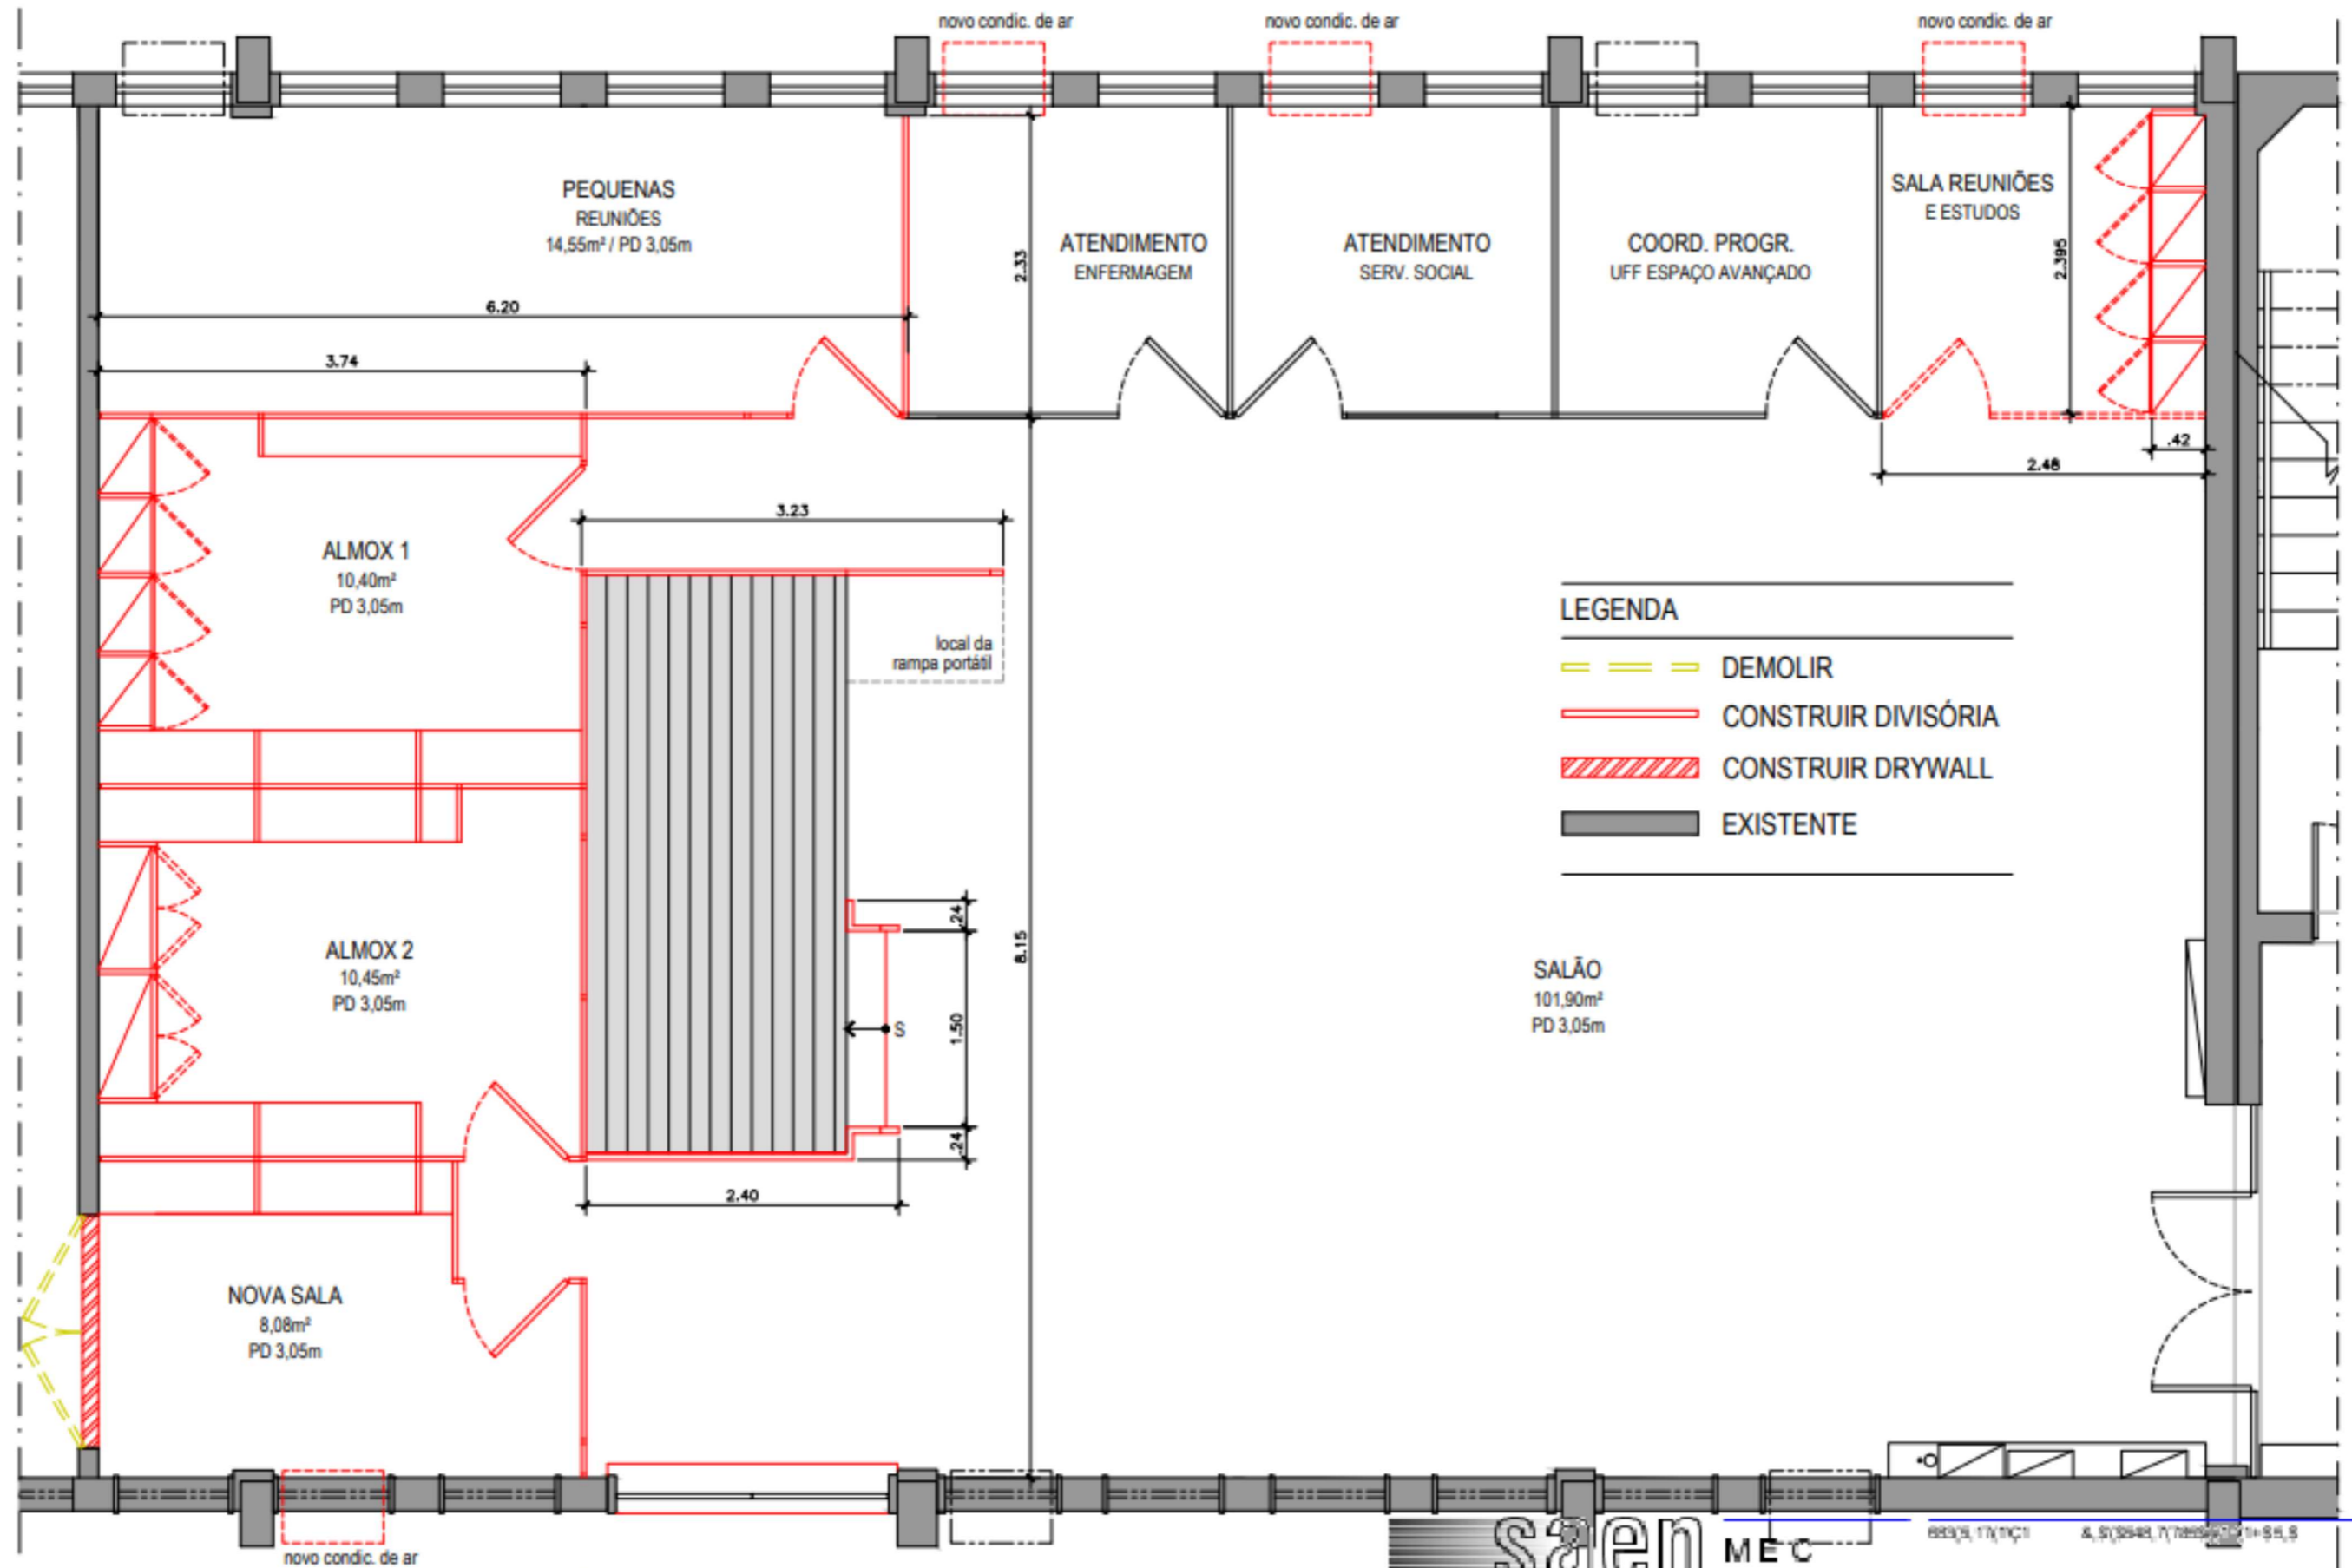 novo condic. de ar
novo condic. de ar
novo condic. de ar
PEQUENAS
REUNIÕES
14,55m² / PD 3,05m
ATENDIMENTO
ENFERMAGEM
ATENDIMENTO
SERV. SOCIAL
COORD. PROGR.
UFF ESPAÇO AVANÇADO
SALA REUNIÕES
E ESTUDOS
2.33
2.395
6.20
3.74
.42
2.48
3.23
ALMOX 1
10,40m²
PD 3,05m
local da
rampa portátil
LEGENDA
DEMOLIR
CONSTRUIR DIVISÓRIA
CONSTRUIR DRYWALL
EXISTENTE
ALMOX 2
10,45m²
PD 3,05m
.24
8.15
1.50
S
.24
2.40
SALÃO
101,90m²
PD 3,05m
NOVA SALA
8,08m²
PD 3,05m
novo condic. de ar
saen
MEC